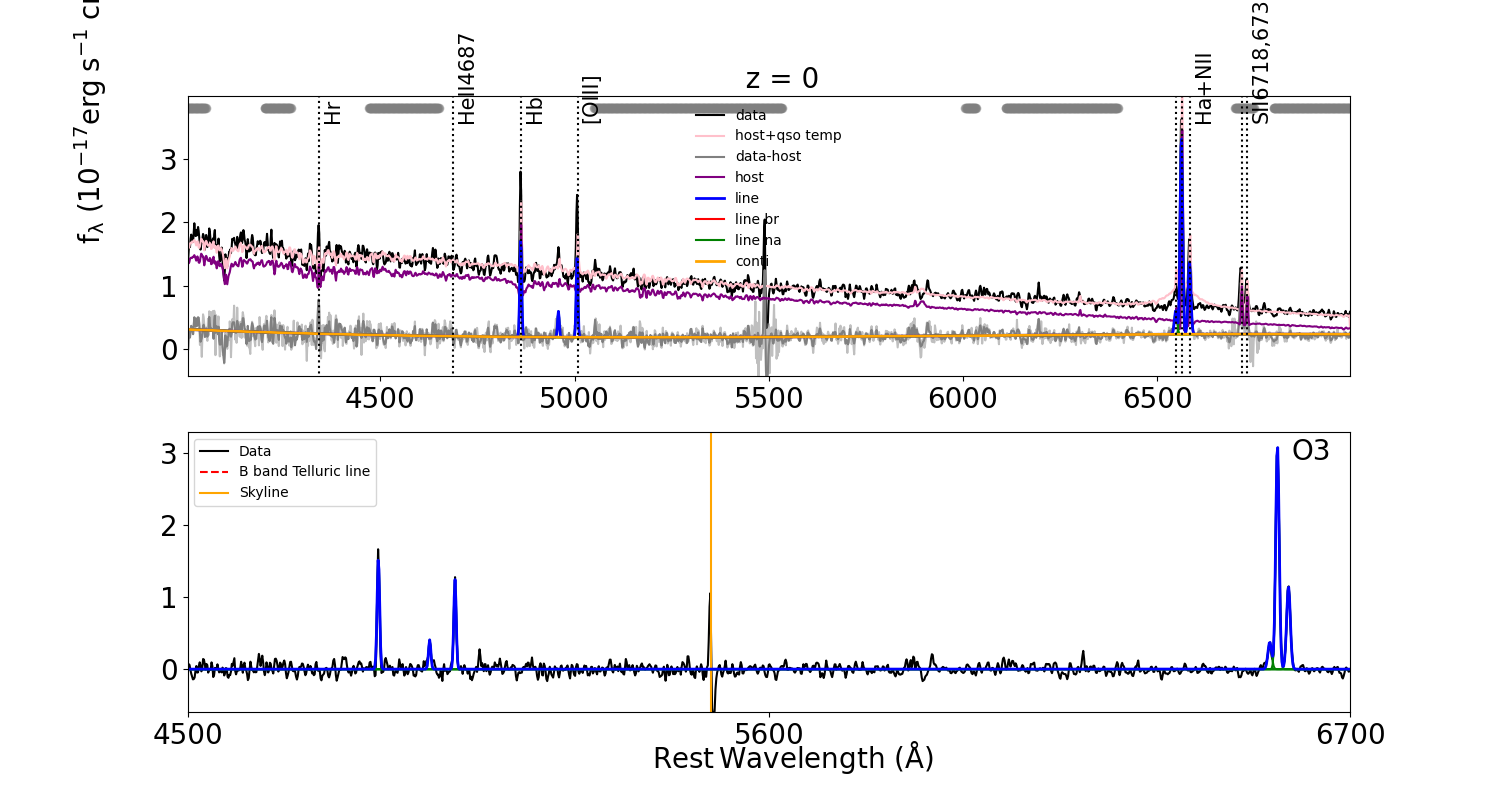 z = 0
f_λ (10^−17 erg s^−1
Hr
HeII4687
Hb
[OIII]
Ha+NII
SII6718,673
data
host+qso temp
data-host
host
line
line br
line na
conti
3
2
1
0
4500 5000 5500 6000 6500
Data
B band Telluric line
Skyline
O3
3
2
1
0
4500 5600 6700
Rest Wavelength (Å)